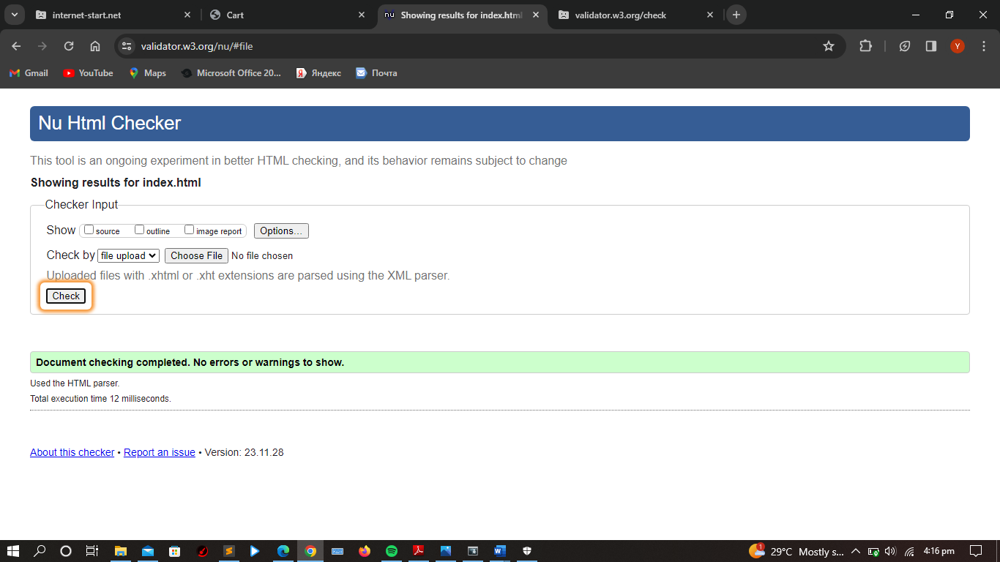 internet-start.net
Cart
nu Showing results for index.html
validator.w3.org/check
validator.w3.org/nu/#file
Y
Gmail
YouTube
Maps
Microsoft Office 20...
Яндекс
Почта
Nu Html Checker
This tool is an ongoing experiment in better HTML checking, and its behavior remains subject to change
Showing results for index.html
Checker Input
Show source outline image report Options...
Check by file upload Choose File No file chosen
Uploaded files with .xhtml or .xht extensions are parsed using the XML parser.
Check
Document checking completed. No errors or warnings to show.
Used the HTML parser.
Total execution time 12 milliseconds.
About this checker • Report an issue • Version: 23.11.28
1 29°C Mostly s... 4:16 pm